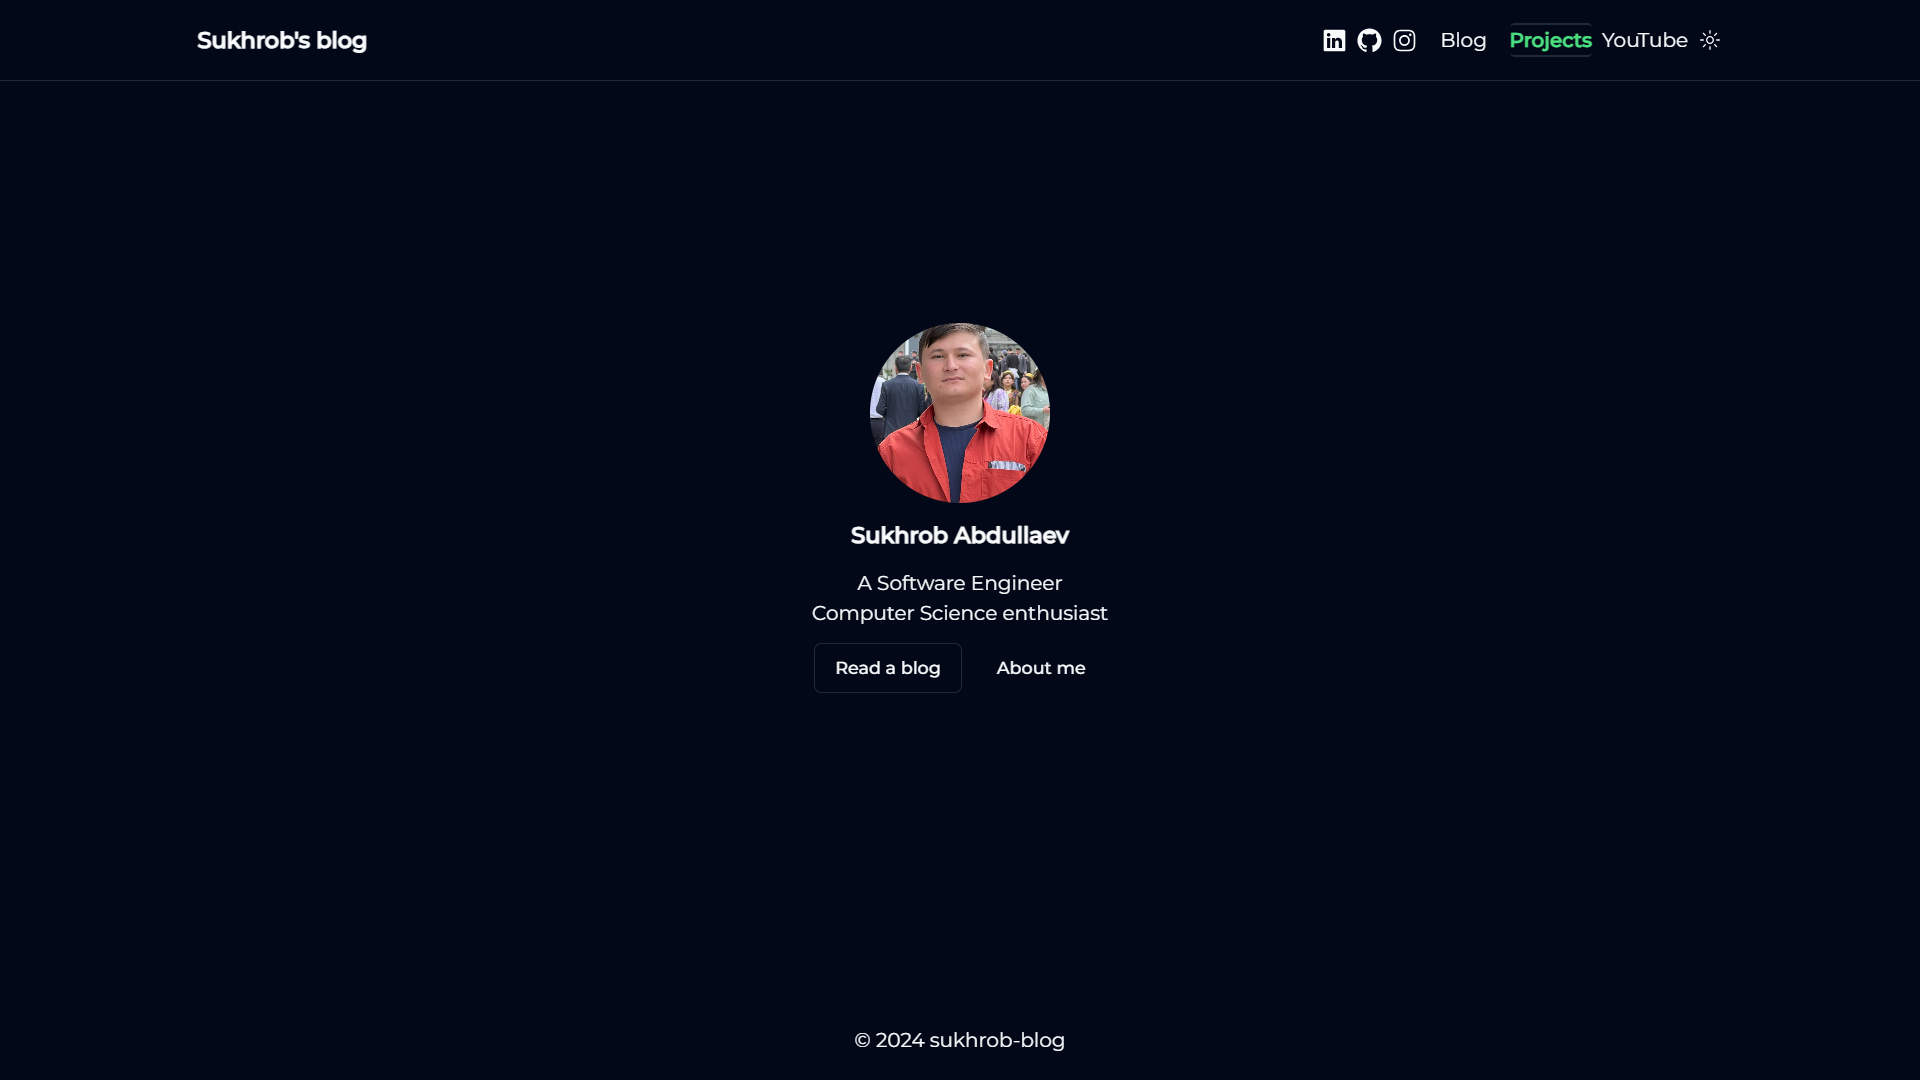 Sukhrob's blog
Blog Projects YouTube
Sukhrob Abdullaev
A Software Engineer
Computer Science enthusiast
Read a blog About me
© 2024 sukhrob-blog